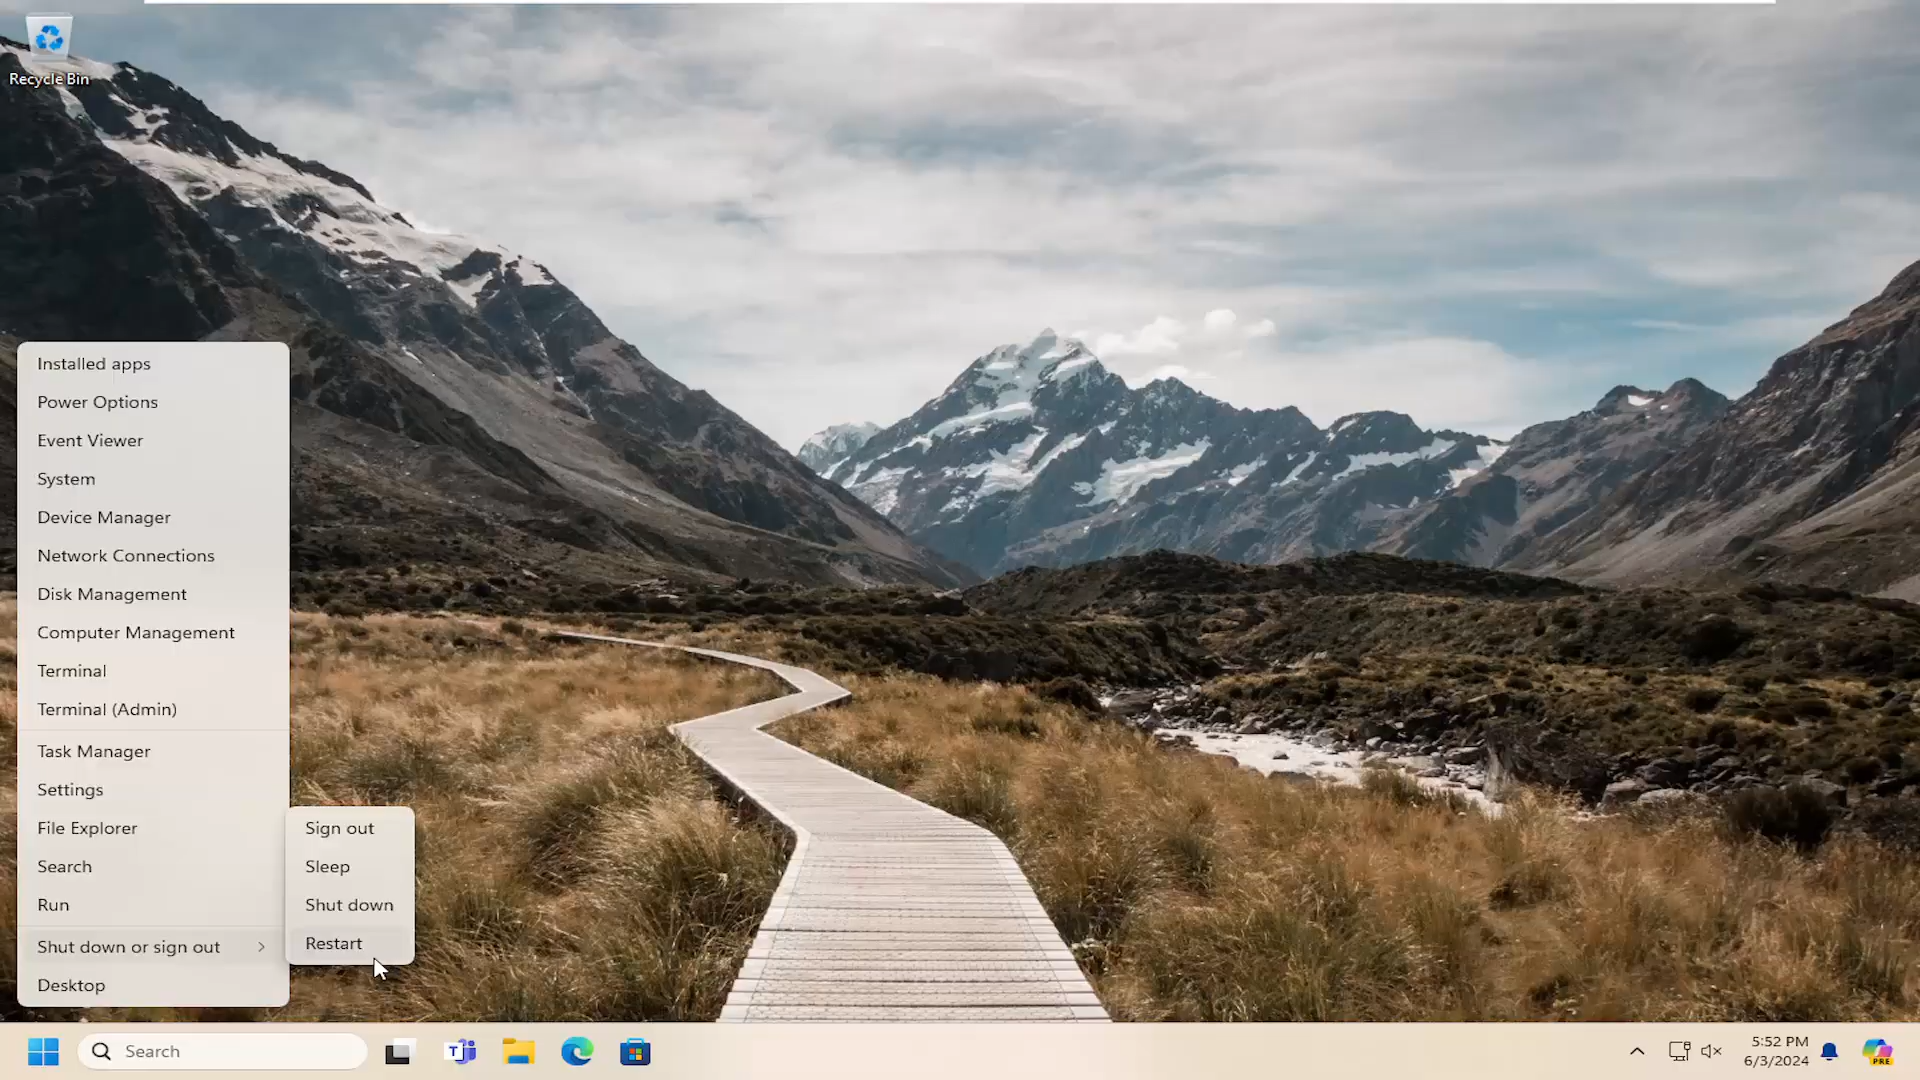 Recycle Bin
Installed apps
Power Options
Event Viewer
System
Device Manager
Network Connections
Disk Management
Computer Management
Terminal
Terminal (Admin)
Task Manager
Settings
File Explorer
Search
Run
Shut down or sign out
Desktop
Sign out
Sleep
Shut down
Restart
Search
T
5:52 PM
6/3/2024
PRE